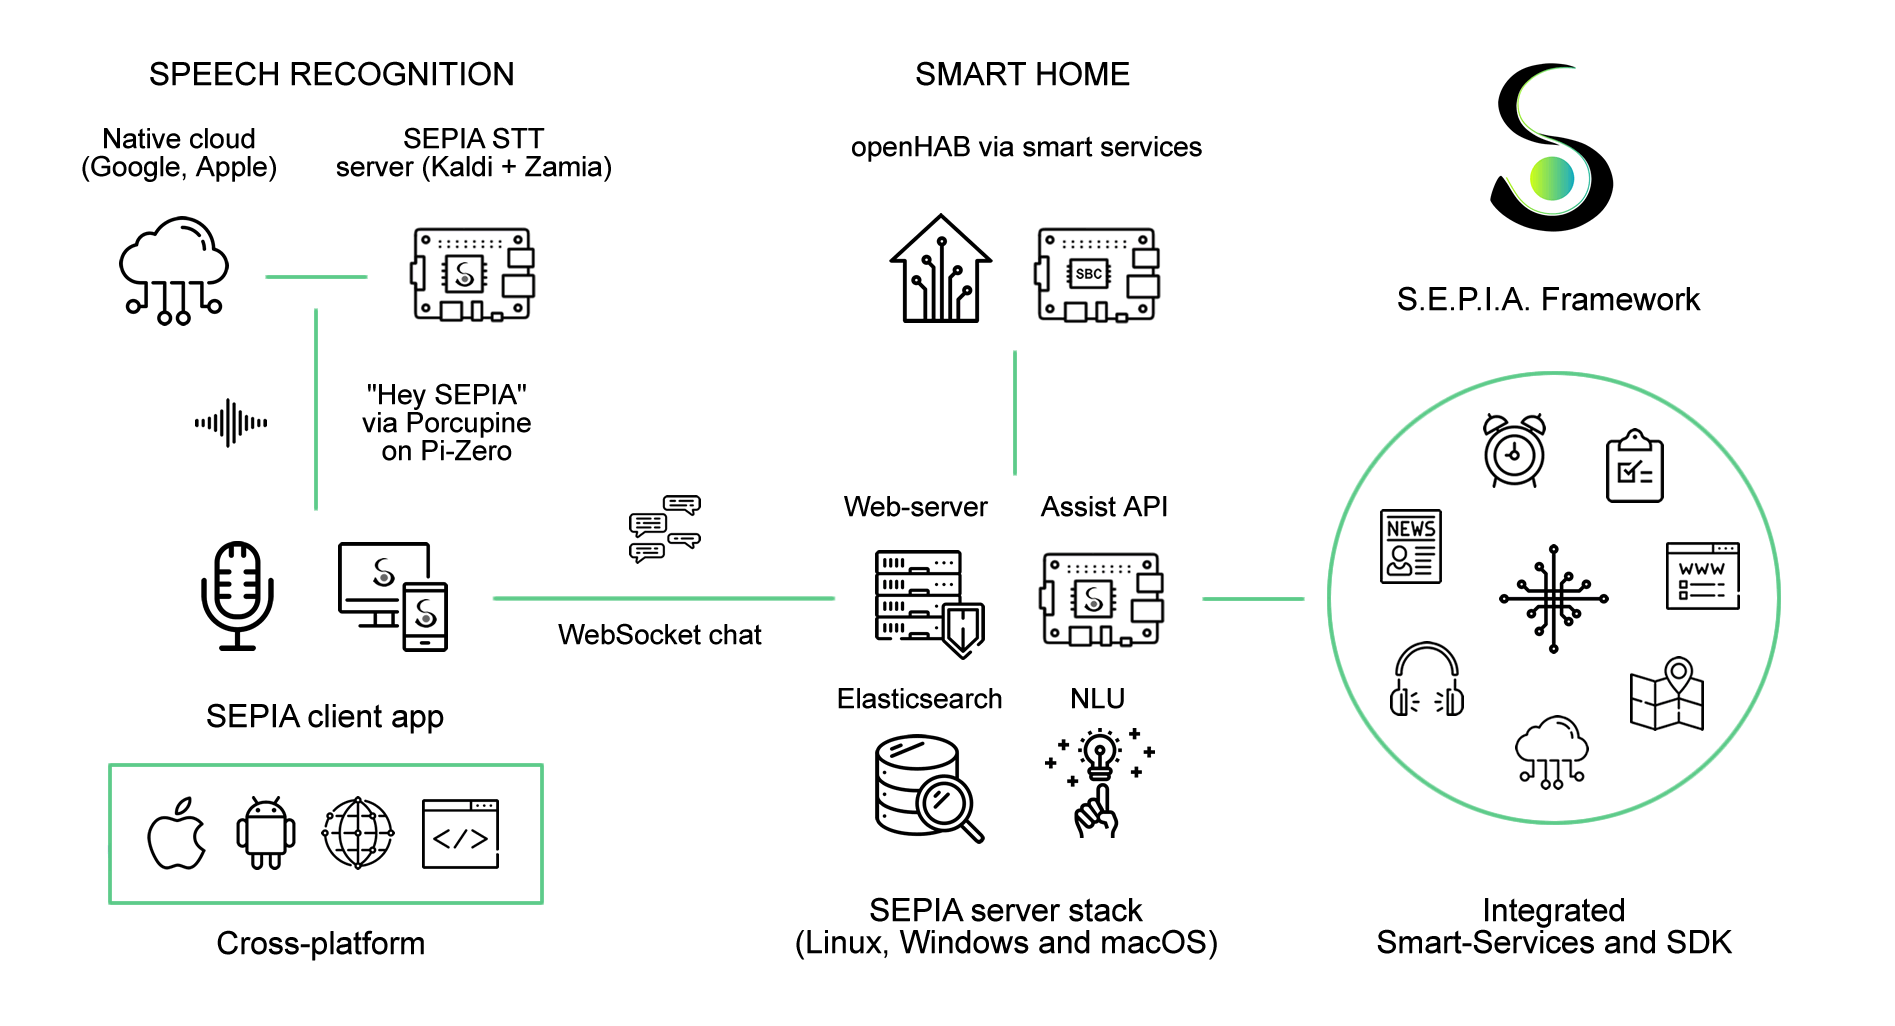 SPEECH RECOGNITION
Native cloud
(Google, Apple)
SEPIA STT
server (Kaldi + Zamia)
"Hey SEPIA"
via Porcupine
on Pi-Zero
SEPIA client app
</>
Cross-platform
WebSocket chat
SMART HOME
openHAB via smart services
SBC
Web-server
Assist API
Elasticsearch
NLU
SEPIA server stack
(Linux, Windows and macOS)
S.E.P.I.A. Framework
NEWS
WWW
Integrated
Smart-Services and SDK